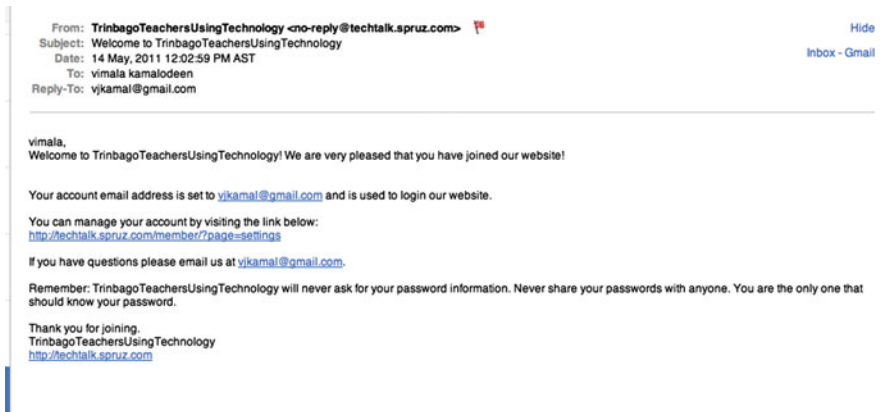 From: TrinbagoTeachersUsingTechnology <no-reply@techtalk.spruz.com> Hide
Subject: Welcome to TrinbagoTeachersUsingTechnology
Inbox - Gmail
Date: 14 May, 2011 12:02:59 PM AST
To: vimala kamalodeen
Reply-To: vjkamal@gmail.com
vimala,
Welcome to TrinbagoTeachersUsingTechnology! We are very pleased that you have joined our website!
Your account email address is set to vjkamal@gmail.com and is used to login our website.
You can manage your account by visiting the link below:
http://techtalk.spruz.com/member/?page=settings
If you have questions please email us at vjkamal@gmail.com.
Remember: TrinbagoTeachersUsingTechnology will never ask for your password information. Never share your passwords with anyone. You are the only one that
should know your password.
Thank you for joining.
TrinbagoTeachersUsingTechnology
http://techtalk.spruz.com